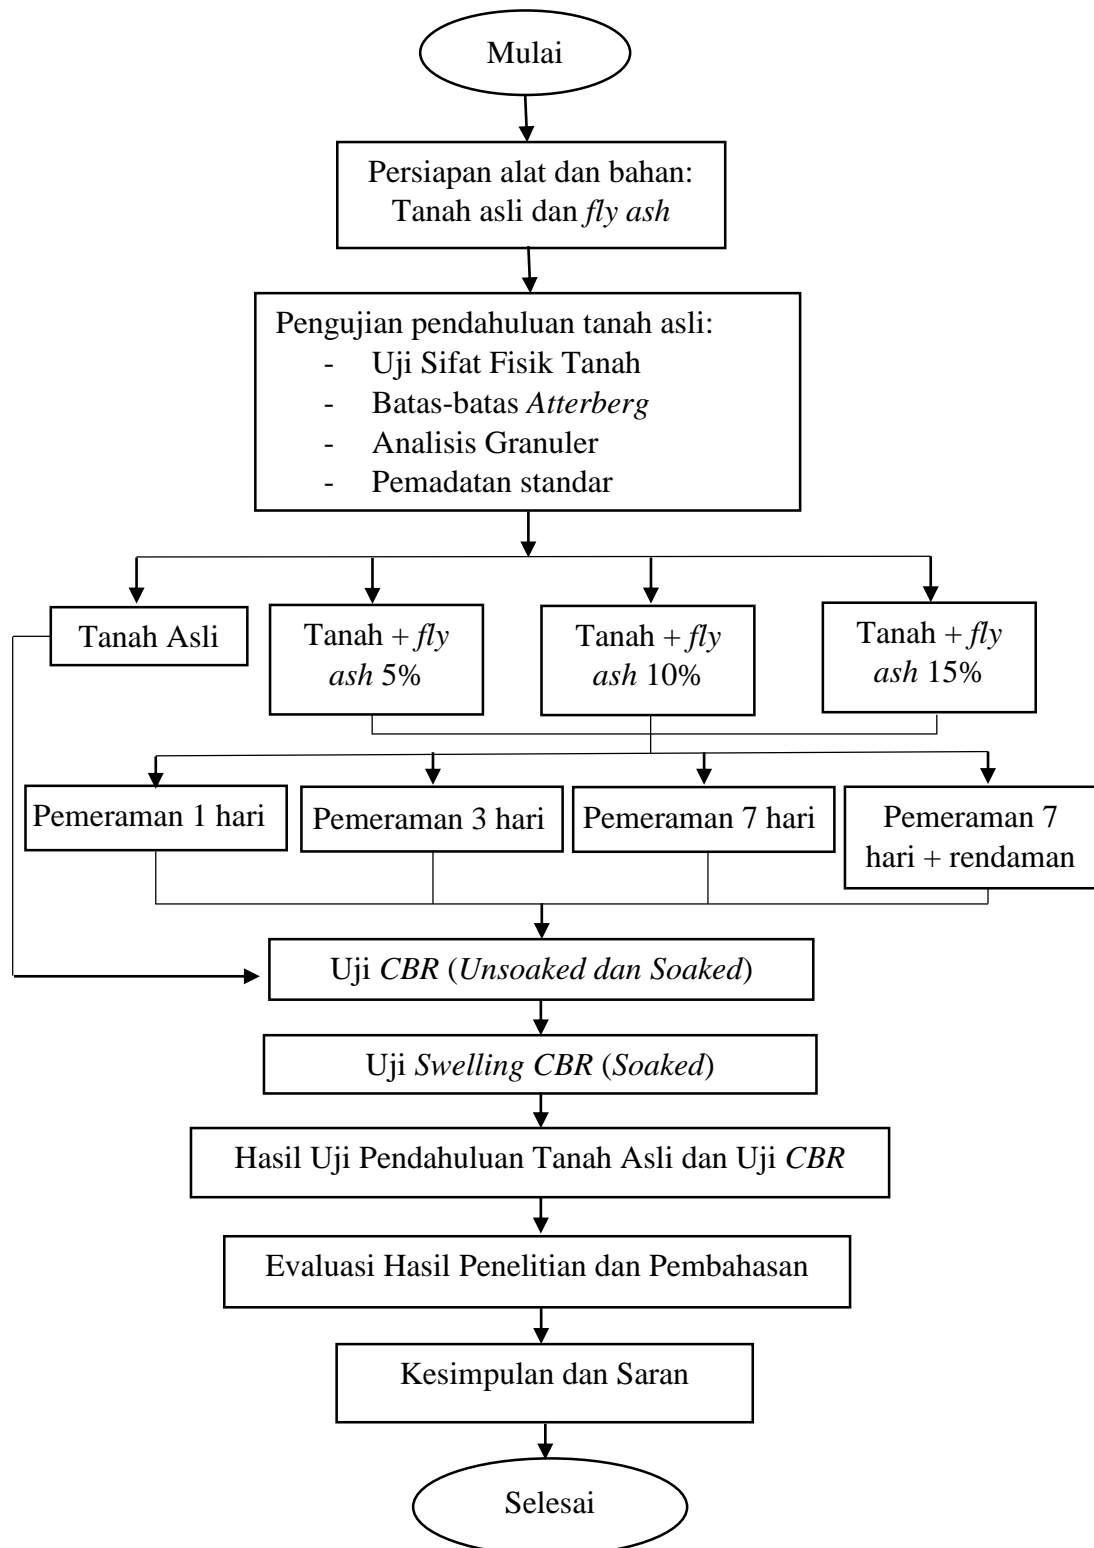 Mulai
Persiapan alat dan bahan:
Tanah asli dan fly ash
Pengujian pendahuluan tanah asli:
- Uji Sifat Fisik Tanah
- Batas-batas Atterberg
- Analisis Granuler
- Pemadatan standar
Tanah Asli
Tanah + fly
ash 5%
Tanah + fly
ash 10%
Tanah + fly
ash 15%
Pemeraman 1 hari
Pemeraman 3 hari
Pemeraman 7 hari
Pemeraman 7
hari + rendaman
Uji CBR (Unsoaked dan Soaked)
Uji Swelling CBR (Soaked)
Hasil Uji Pendahuluan Tanah Asli dan Uji CBR
Evaluasi Hasil Penelitian dan Pembahasan
Kesimpulan dan Saran
Selesai